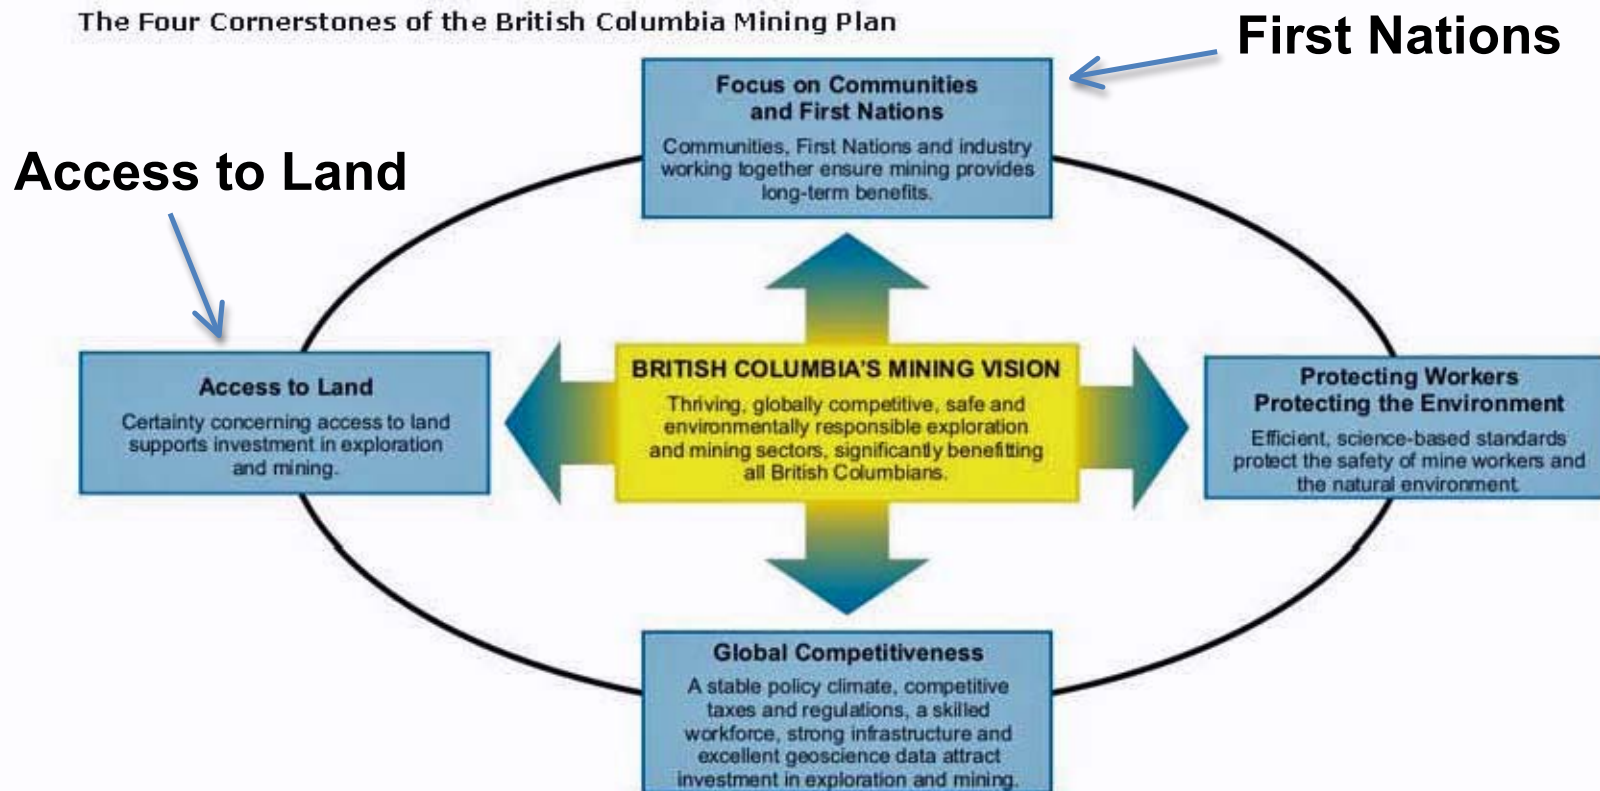 The Four Cornerstones of the British Columbia Mining Plan
First Nations
Focus on Communities
and First Nations
Communities, First Nations and industry
working together ensure mining provides
long-term benefits.
Access to Land
Access to Land
Certainty concerning access to land
supports investment in exploration
and mining.
BRITISH COLUMBIA'S MINING VISION
Thriving, globally competitive, safe and
environmentally responsible exploration
and mining sectors, significantly benefitting
all British Columbians.
Protecting Workers
Protecting the Environment
Efficient, science-based standards
protect the safety of mine workers and
the natural environment.
Global Competitiveness
A stable policy climate, competitive
taxes and regulations, a skilled
workforce, strong infrastructure and
excellent geoscience data attract
investment in exploration and mining.